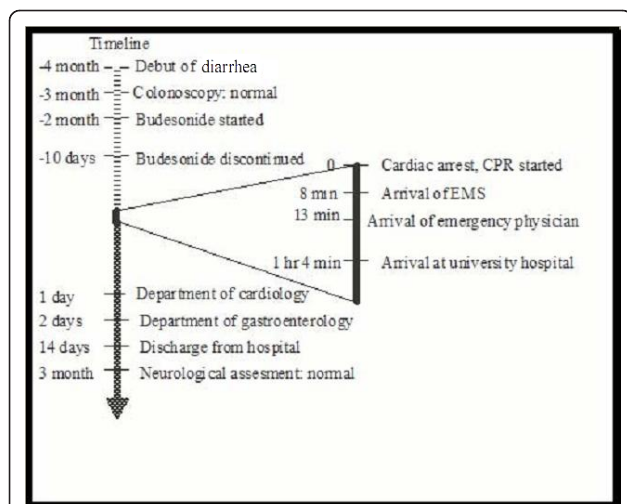 Timeline
-4 month Debut of diarrhea
-3 month Colonoscopy: normal
-2 month Budesonide started
-10 days Budesonide discontinued
0 Cardiac arrest, CPR started
8 min Arrival of EMS
13 min Arrival of emergency physician
1 hr 4 min Arrival at university hospital
1 day Department of cardiology
2 days Department of gastroenterology
14 days Discharge from hospital
3 month Neurological assesment: normal